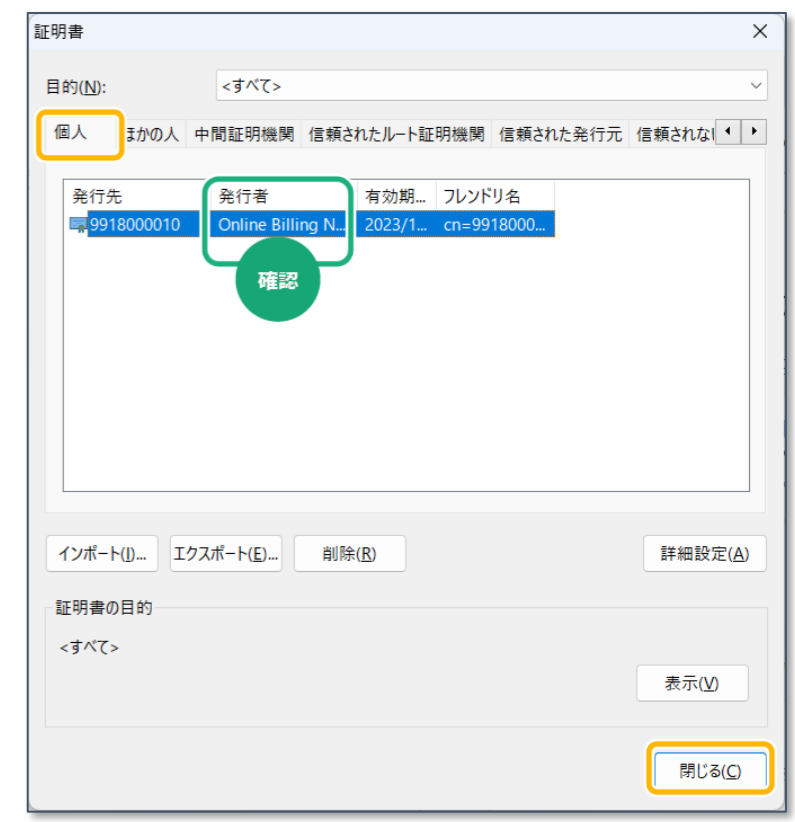 証明書
目的(N): <すべて>
個人 ほかの人 中間証明機関 信頼されたルート証明機関 信頼された発行元 信頼されない
発行先 発行者 有効期... フレンドリ名
9918000010 Online Billing N... 2023/1... cn=9918000...
確認
インポート(I)... エクスポート(E)... 削除(R) 詳細設定(A)
証明書の目的
<すべて>
表示(V)
閉じる(C)